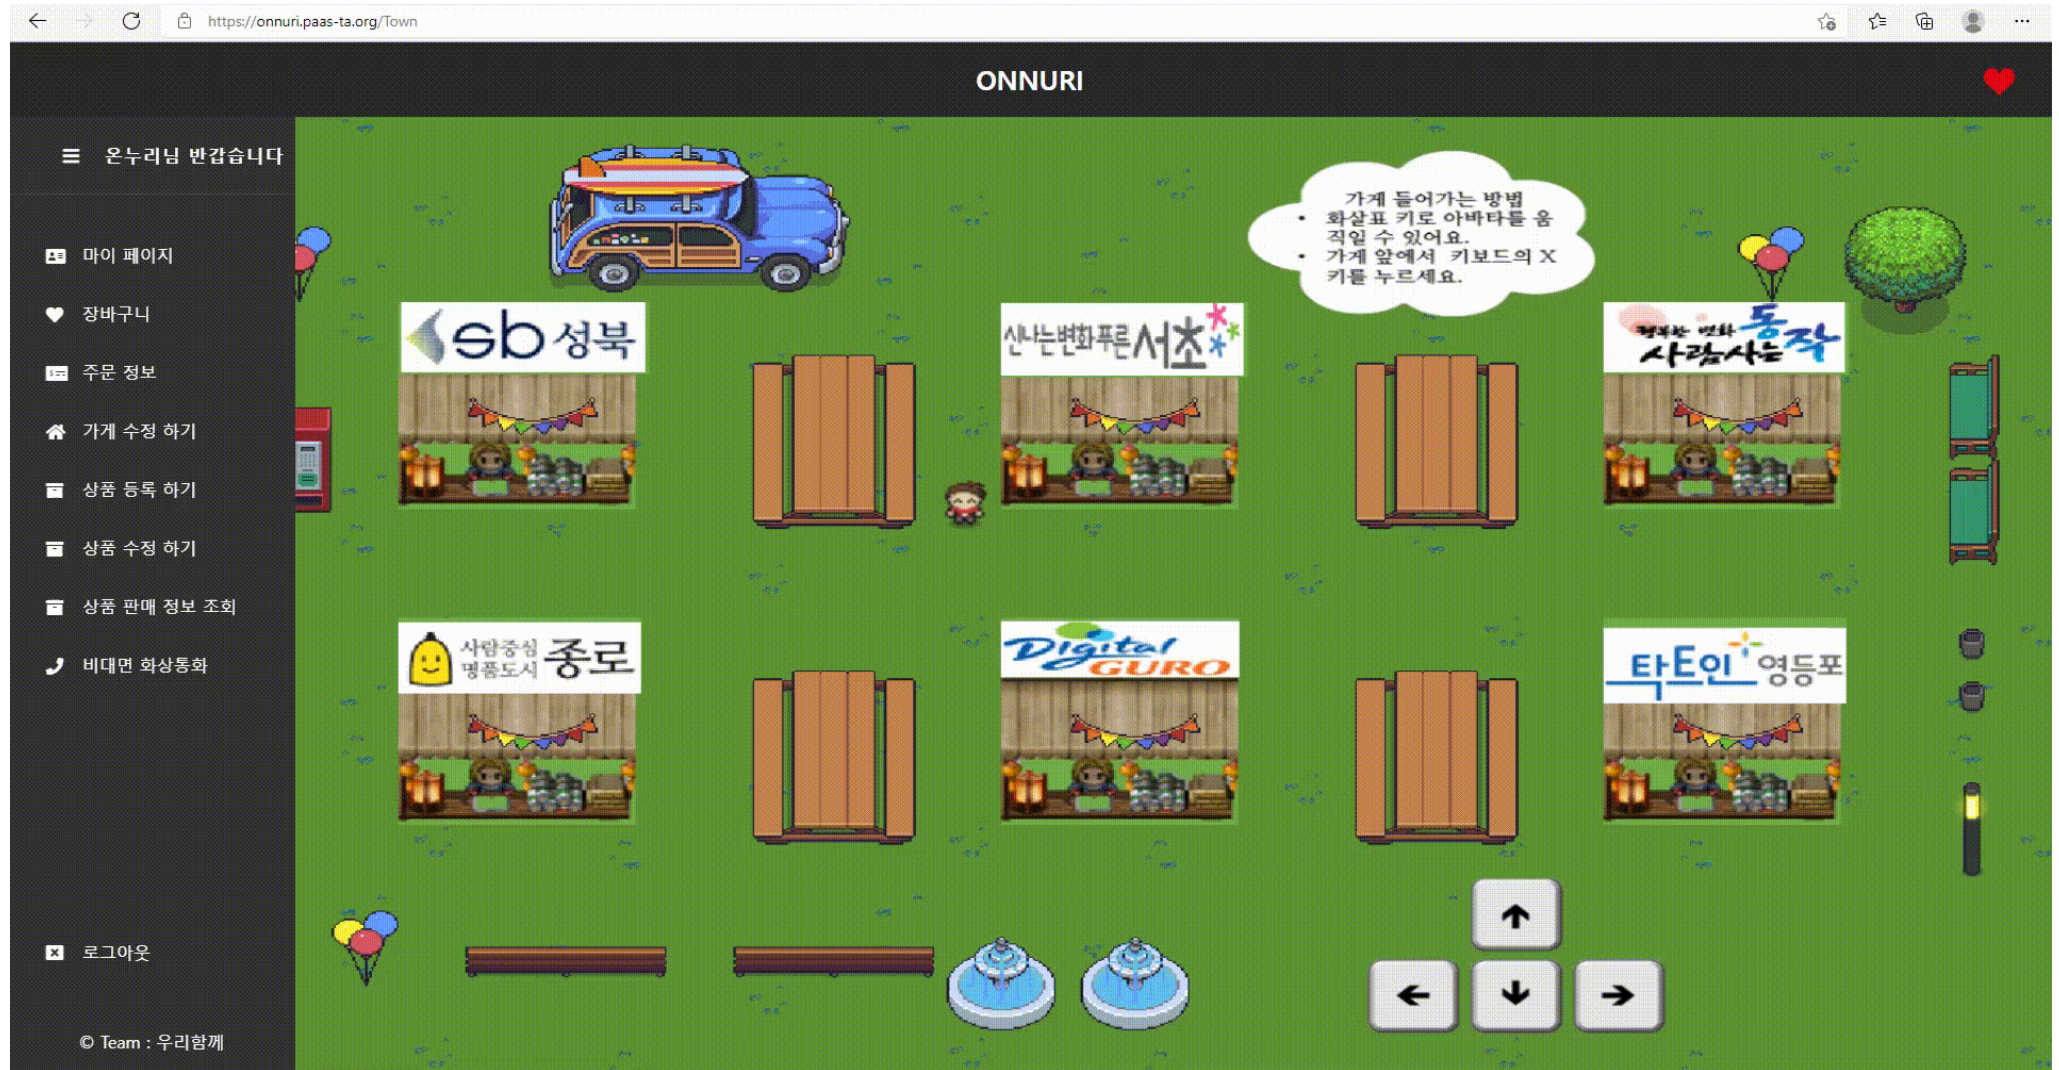 https://onnuri.paas-ta.org/Town
ONNURI
온누리님 반갑습니다
마이 페이지
장바구니
주문 정보
가게 수정 하기
상품 등록 하기
상품 수정 하기
상품 판매 정보 조회
비대면 화상통화
로그아웃
© Team : 우리함께
가게 들어가는 방법
• 화살표 키로 아바타를 움
직일 수 있어요.
• 가게 앞에서 키보드의 X
키를 누르세요.
sb 성북
신나는변화푸른서초
행복한 변화
사람사는 동작
사람중심
명품도시 종로
Digital
GURO
탁트인 영등포